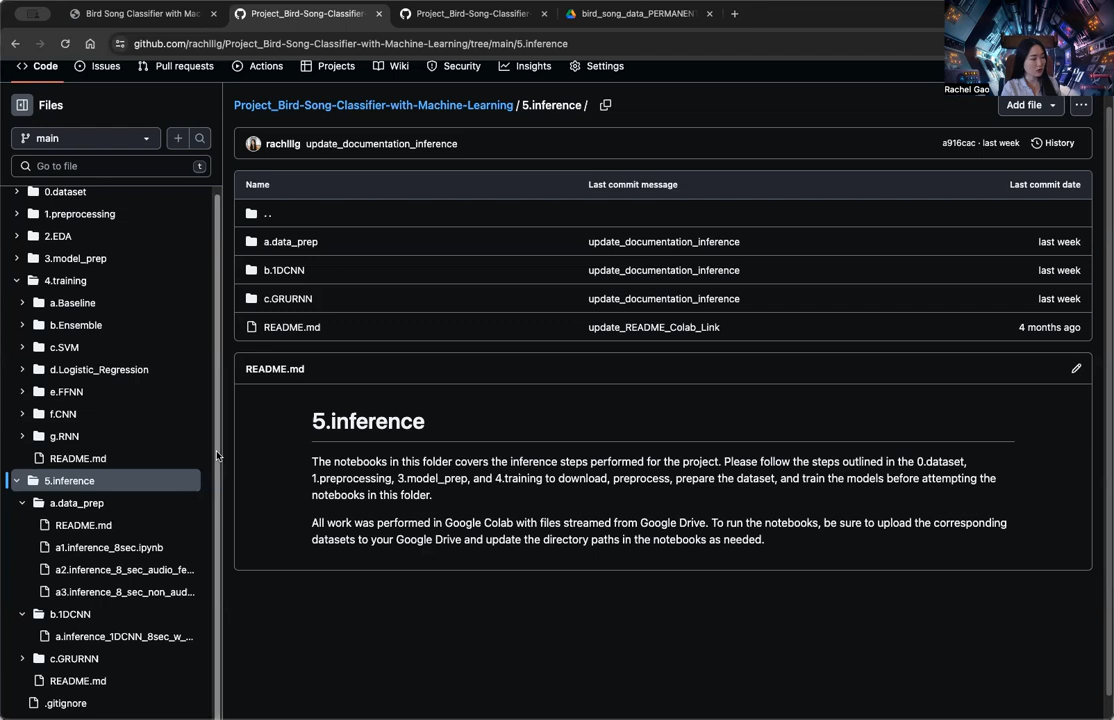 Bird Song Classifier with Mac
Project_Bird-Song-Classifier-
Project_Bird-Song-Classifier-
bird_song_data_PERMANENT
github.com/rachlllg/Project_Bird-Song-Classifier-with-Machine-Learning/tree/main/5.inference
Code
Issues
Pull requests
Actions
Projects
Wiki
Security
Insights
Settings
Rachel Gao
Files
main
Go to file
t
0.dataset
1.preprocessing
2.EDA
3.model_prep
4.training
a.Baseline
b.Ensemble
c.SVM
d.Logistic_Regression
e.FFNN
f.CNN
g.RNN
README.md
5.inference
a.data_prep
README.md
a1.inference_8sec.ipynb
a2.inference_8_sec_audio_fe...
a3.inference_8_sec_non_aud...
b.1DCNN
a.inference_1DCNN_8sec_w_...
c.GRURNN
README.md
.gitignore
Project_Bird-Song-Classifier-with-Machine-Learning / 5.inference /
Add file
rachlllg update_documentation_inference
a916cac · last week
History
Name Last commit message Last commit date
..
a.data_prep update_documentation_inference last week
b.1DCNN update_documentation_inference last week
c.GRURNN update_documentation_inference last week
README.md update_README_Colab_Link 4 months ago
README.md
5.inference
The notebooks in this folder covers the inference steps performed for the project. Please follow the steps outlined in the 0.dataset,
1.preprocessing, 3.model_prep, and 4.training to download, preprocess, prepare the dataset, and train the models before attempting the
notebooks in this folder.
All work was performed in Google Colab with files streamed from Google Drive. To run the notebooks, be sure to upload the corresponding
datasets to your Google Drive and update the directory paths in the notebooks as needed.